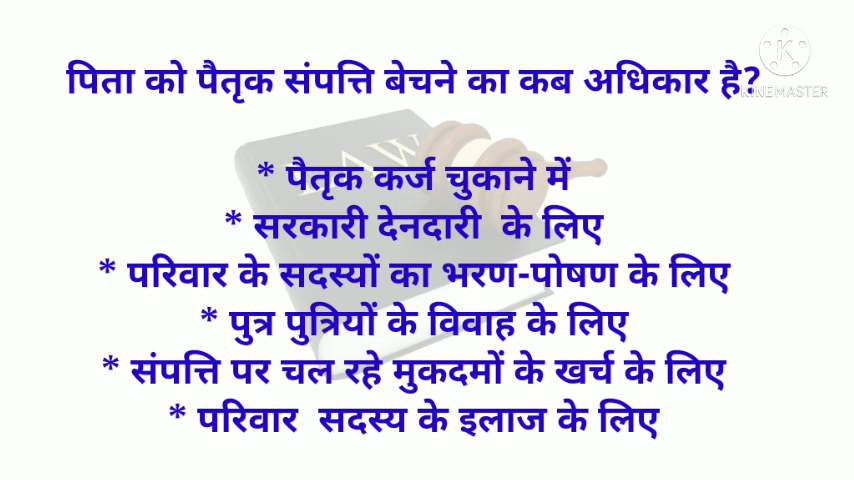 पिता को पैतृक संपत्ति बेचने का कब अधिकार है?
K
KINEMASTER
LAW
* पैतृक कर्ज चुकाने में
* सरकारी देनदारी के लिए
* परिवार के सदस्यों का भरण-पोषण के लिए
* पुत्र पुत्रियों के विवाह के लिए
* संपत्ति पर चल रहे मुकदमों के खर्च के लिए
* परिवार सदस्य के इलाज के लिए